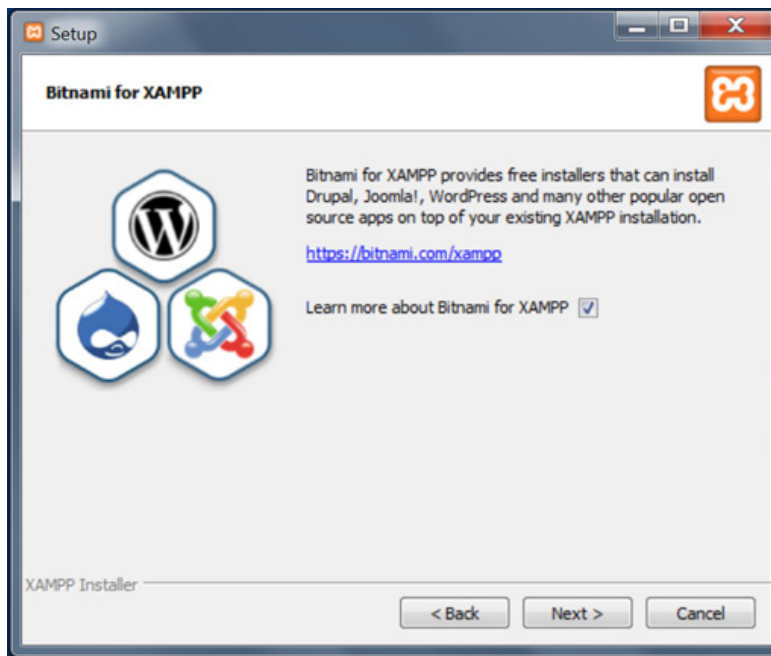 Setup
Bitnami for XAMPP
Bitnami for XAMPP provides free installers that can install
Drupal, Joomla!, WordPress and many other popular open
source apps on top of your existing XAMPP installation.
https://bitnami.com/xampp
Learn more about Bitnami for XAMPP
XAMPP Installer
< Back
Next >
Cancel